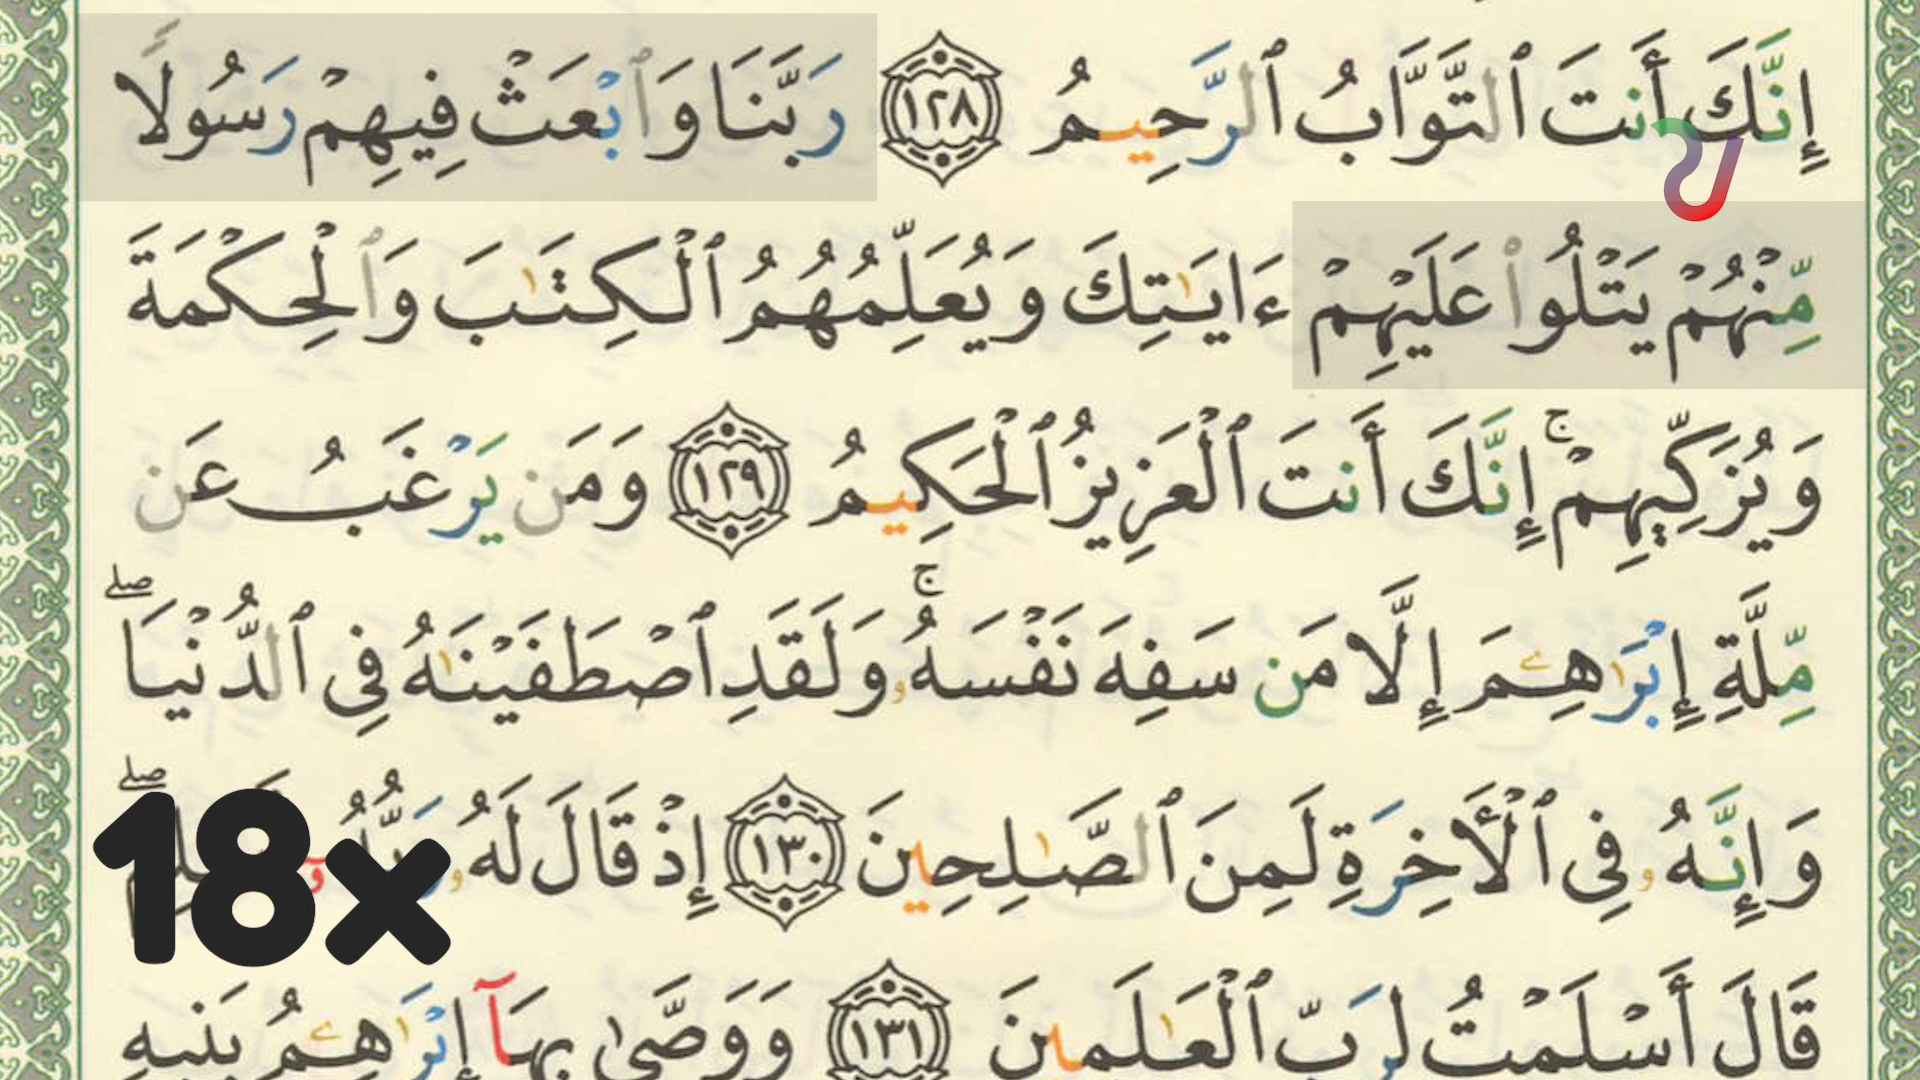 إِنَّكَ أَنتَ ٱلتَّوَّابُ ٱلرَّحِيمُ ١٢٨ رَبَّنَا وَٱبْعَثْ فِيهِمْ رَسُولًا
مِّنْهُمْ يَتْلُوا۟ عَلَيْهِمْ ءَايَـٰتِكَ وَيُعَلِّمُهُمُ ٱلْكِتَـٰبَ وَٱلْحِكْمَةَ
وَيُزَكِّيهِمْ ۚ إِنَّكَ أَنتَ ٱلْعَزِيزُ ٱلْحَكِيمُ ١٢٩ وَمَن يَرْغَبُ عَن
مِّلَّةِ إِبْرَٰهِـۧمَ إِلَّا مَن سَفِهَ نَفْسَهُۥ ۚ وَلَقَدِ ٱصْطَفَيْنَـٰهُ فِى ٱلدُّنْيَا ۖ
وَإِنَّهُۥ فِى ٱلْـَٔاخِرَةِ لَمِنَ ٱلصَّـٰلِحِينَ ١٣٠ إِذْ قَالَ لَهُۥ
18x
قَالَ أَسْلَمْتُ لِرَبِّ ٱلْعَـٰلَمِينَ ١٣١ وَوَصَّىٰ بِهَآ إِبْرَٰهِـۧمُ بَنِيهِ